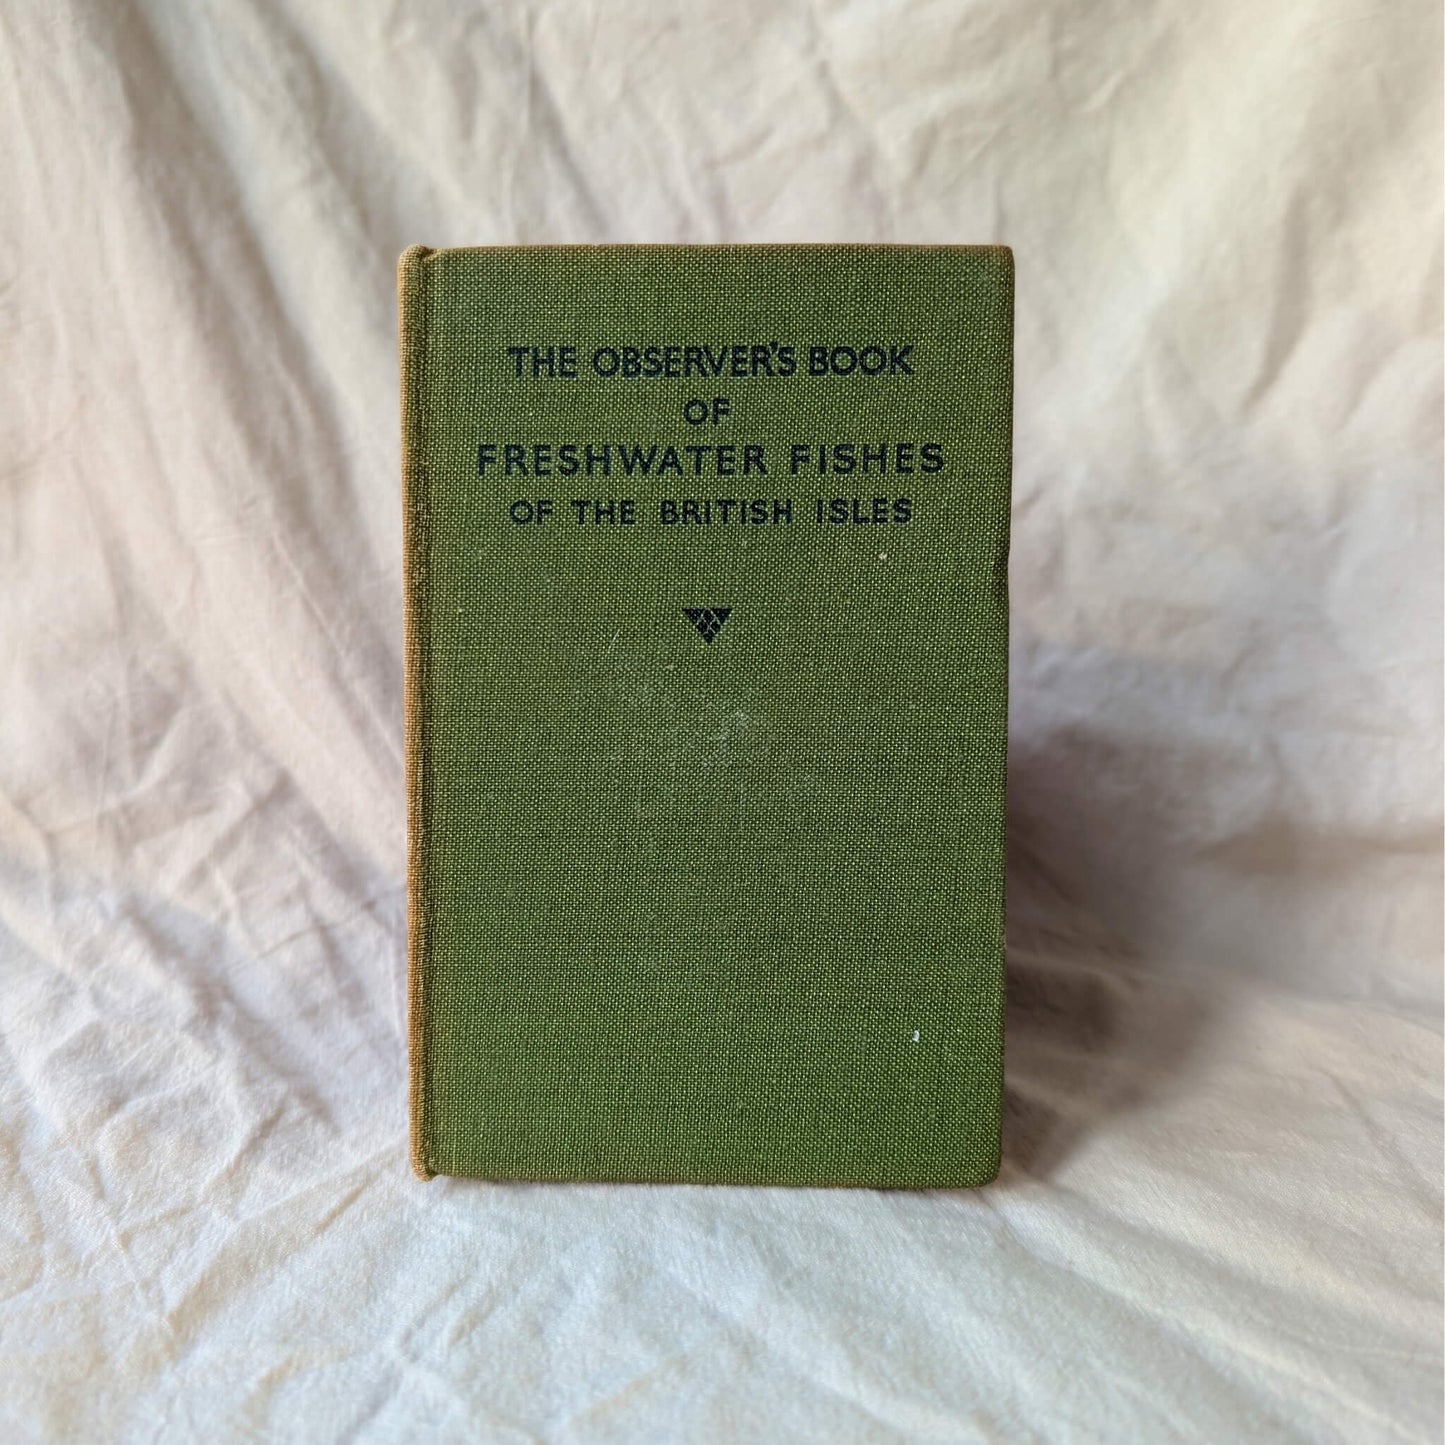 THE OBSERVER'S BOOK
OF
FRESHWATER FISHES
OF THE BRITISH ISLES